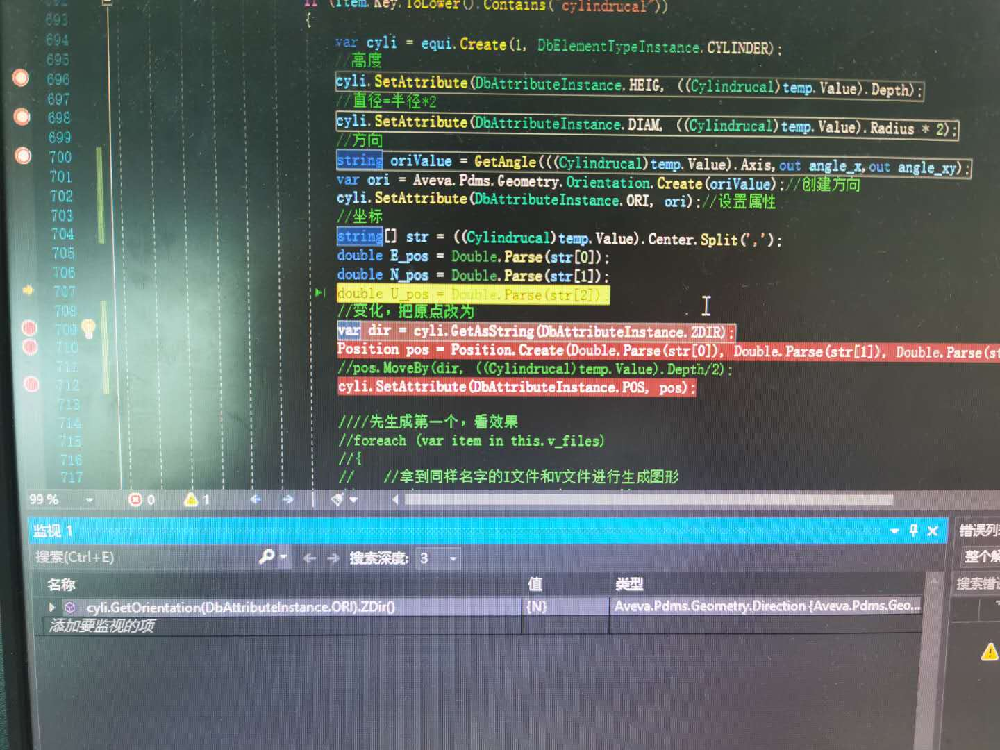 692 if (item.Key.ToLower().Contains("cylindrucal"))
693 {
694 var cyli = equi.Create(1, DbElementTypeInstance.CYLINDER);
695 //高度
696 cyli.SetAttribute(DbAttributeInstance.HEIG, ((Cylindrucal)temp.Value).Depth);
697 //直径=半径*2
698 cyli.SetAttribute(DbAttributeInstance.DIAM, ((Cylindrucal)temp.Value).Radius * 2);
699 //方向
700 string oriValue = GetAngle(((Cylindrucal)temp.Value).Axis,out angle_x,out angle_xy);
701 var ori = Aveva.Pdms.Geometry.Orientation.Create(oriValue);//创建方向
702 cyli.SetAttribute(DbAttributeInstance.ORI, ori);//设置属性
703 //坐标
704 string[] str = ((Cylindrucal)temp.Value).Center.Split(',');
705 double E_pos = Double.Parse(str[0]);
706 double N_pos = Double.Parse(str[1]);
707 double U_pos = Double.Parse(str[2]);
708 //变化，把原点改为
709 var dir = cyli.GetAsString(DbAttributeInstance.ZDIR);
710 Position pos = Position.Create(Double.Parse(str[0]), Double.Parse(str[1]), Double.Parse(st
711 //pos.MoveBy(dir, ((Cylindrucal)temp.Value).Depth/2);
712 cyli.SetAttribute(DbAttributeInstance.POS, pos);
713
714 ////先生成第一个，看效果
715 //foreach (var item in this.v_files)
716 //{
717 // //拿到同样名字的I文件和V文件进行生成图形
99 % 0 1
监视 1 错误列表
搜索(Ctrl+E) 搜索深度: 3 整个解
名称 值 类型 搜索错误
cyli.GetOrientation(DbAttributeInstance.ORI).ZDir() {N} Aveva.Pdms.Geometry.Direction {Aveva.Pdms.Geo...
添加要监视的项